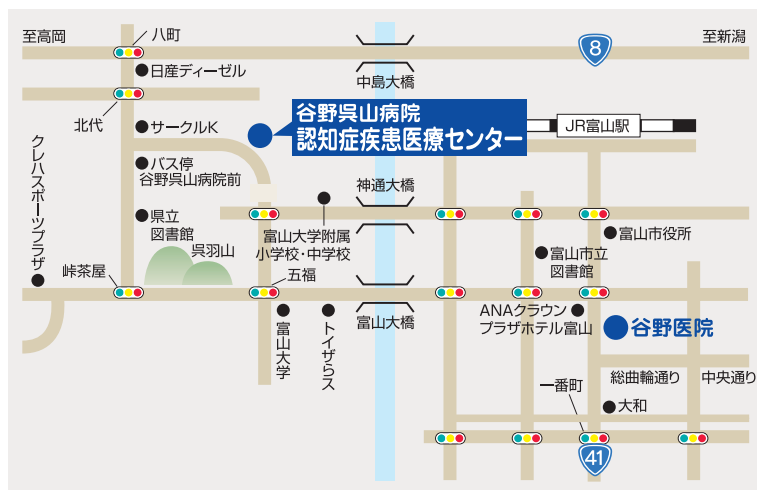 至高岡
八町
8
至新潟
日産ディーゼル
中島大橋
北代
サークルK
谷野呉山病院
認知症疾患医療センター
JR富山駅
クレハスポーツプラザ
バス停
谷野呉山病院前
神通大橋
県立
図書館
呉羽山
富山大学附属
小学校・中学校
富山市役所
富山市立
図書館
峠茶屋
五福
富山大学
トイザらス
富山大橋
ANAクラウン
プラザホテル富山
谷野医院
総曲輪通り
中央通り
一番町
大和
41